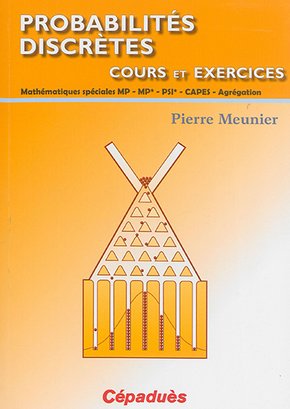 PROBABILITÉS
DISCRÈTES
COURS ET EXERCICES
Mathématiques spéciales MP - MP* - PSI* - CAPES - Agrégation
Pierre Meunier
Cépaduès